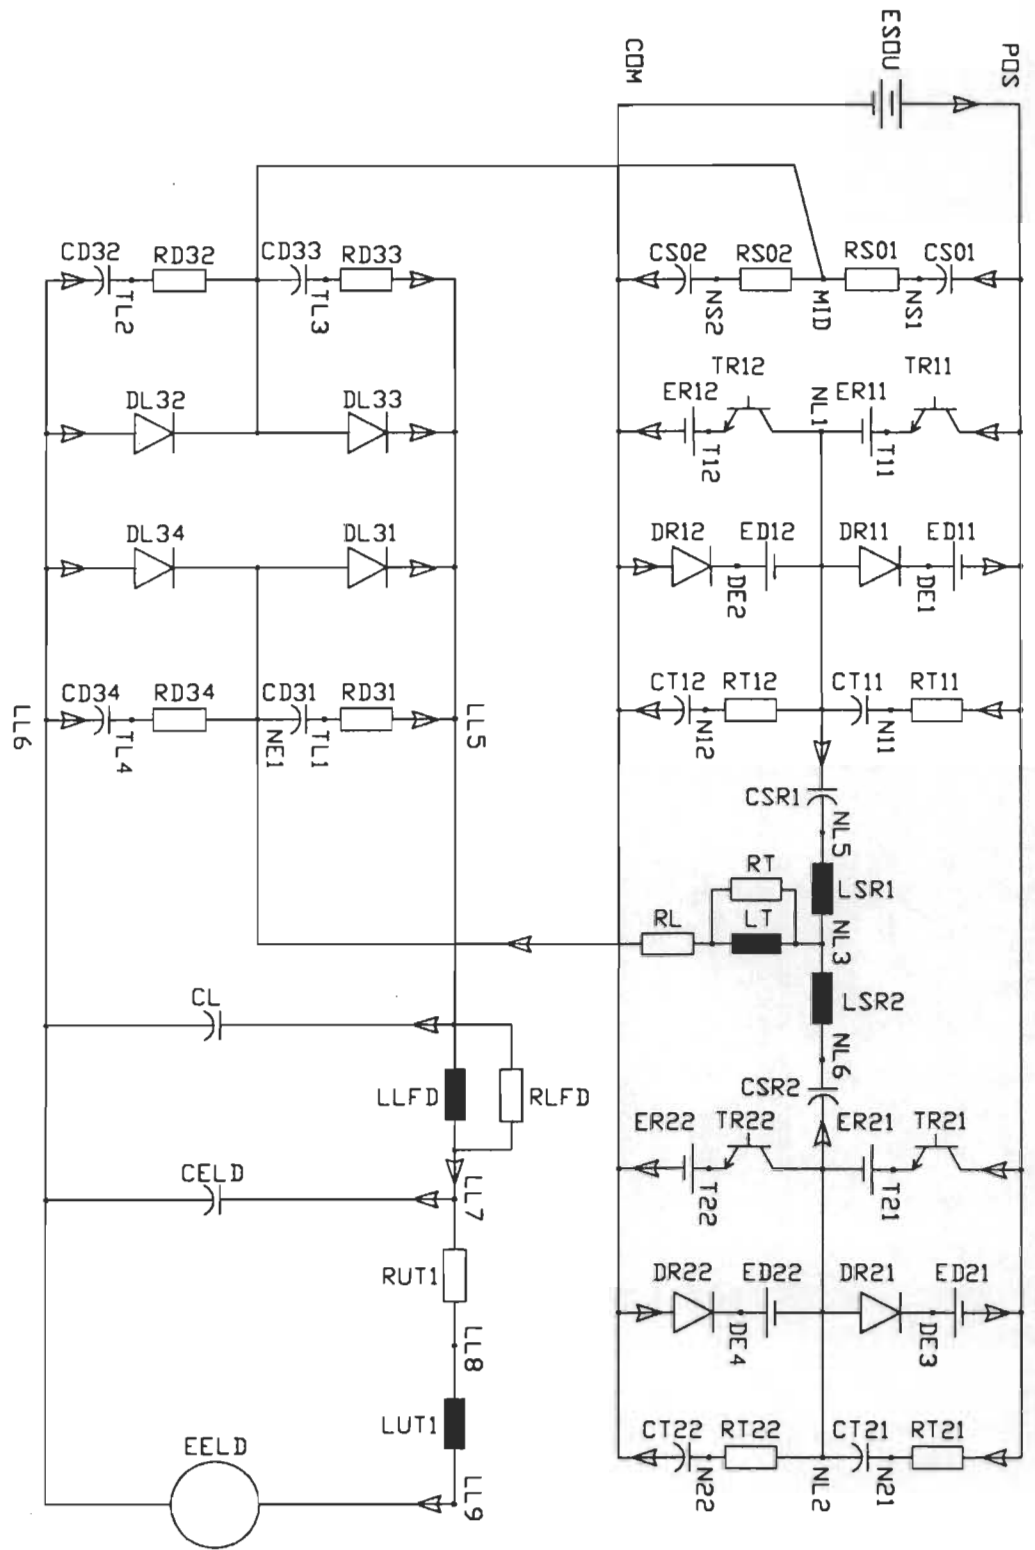 ESOU
POS
COM
CD32 RD32 CD33 RD33 CS02 RS02 RS01 CS01
TL2 TL3 NS2 MID NS1
TR12 TR11
ER12 NL1 ER11
DL32 DL33
T12 T11
DL34 DL31 DR12 ED12 DR11 ED11
DE2 DE1
CD34 RD34 CD31 RD31 CT12 RT12 CT11 RT11
LL6 TL4 NE1 TL1 LL5 N12 N11
CSR1 NL5
RT LSR1
RL LT NL3
CL LSR2
NL6
LLFD RLFD CSR2
ER22 TR22 ER21 TR21
CELD LL7 T22 T21
RUT1 DR22 ED22 DR21 ED21
LL8 DE4 DE3
LUT1 CT22 RT22 CT21 RT21
EELD LL9 N22 NL2 N21